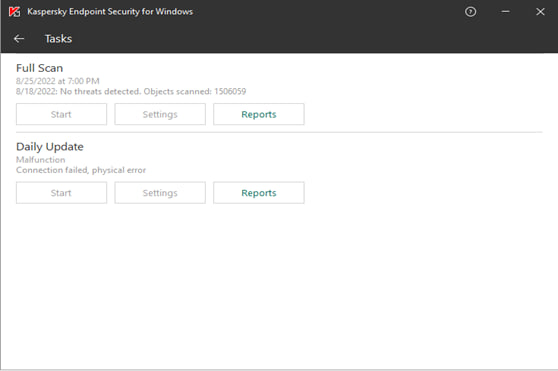 Kaspersky Endpoint Security for Windows
Tasks
Full Scan
8/25/2022 at 7:00 PM
8/18/2022: No threats detected. Objects scanned: 1506059
Start Settings Reports
Daily Update
Malfunction
Connection failed, physical error
Start Settings Reports